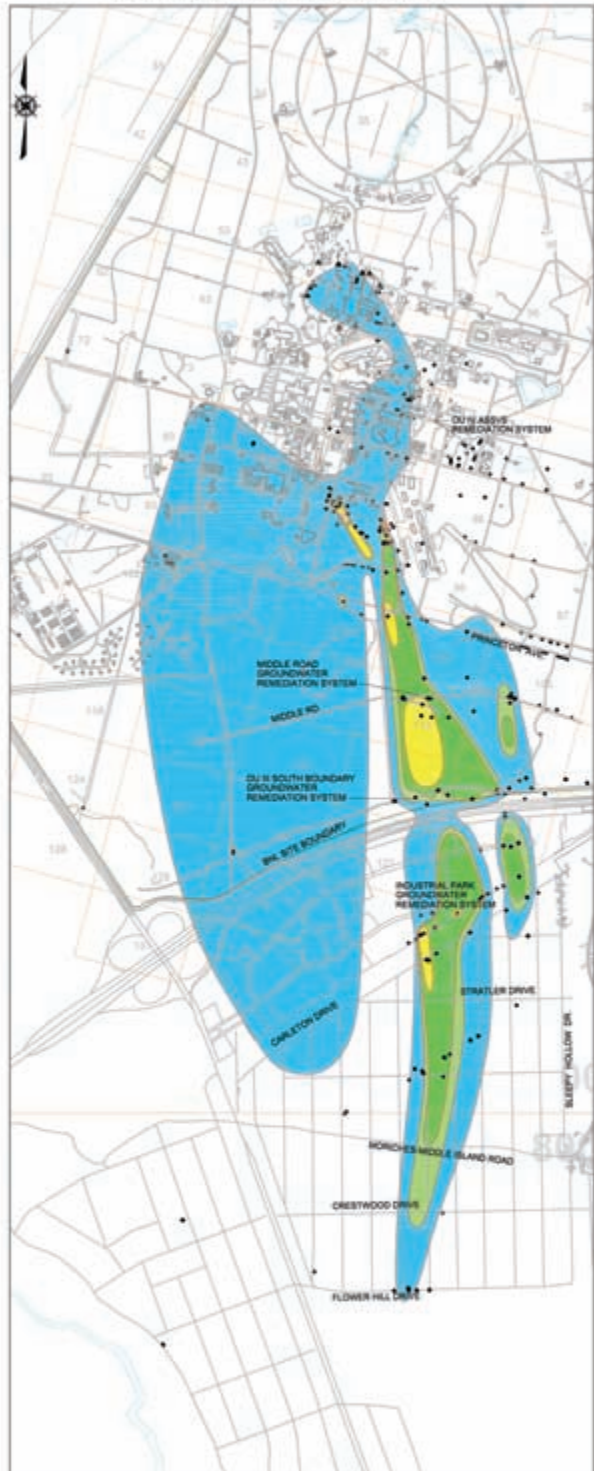 OU IV AS/SVE
REMEDIATION SYSTEM
PRINCETON AVE.
MIDDLE ROAD
GROUNDWATER
REMEDIATION SYSTEM
MIDDLE RD.
OU III SOUTH BOUNDARY
GROUNDWATER
REMEDIATION SYSTEM
BNL SITE BOUNDARY
INDUSTRIAL PARK
GROUNDWATER
REMEDIATION SYSTEM
STRATLER DRIVE
CARLETON DRIVE
SLEEPY HOLLOW DR.
MORICHES-MIDDLE ISLAND ROAD
CRESTWOOD DRIVE
FLOWER HILL DRIVE